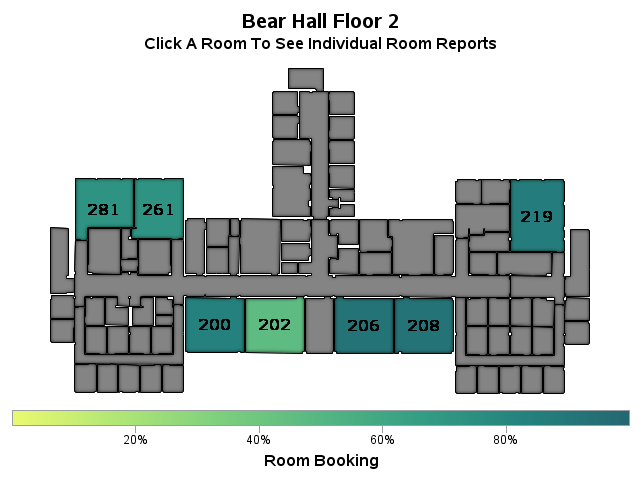 Bear Hall Floor 2
Click A Room To See Individual Room Reports
281 261
219
200 202 206 208
20% 40% 60% 80%
Room Booking